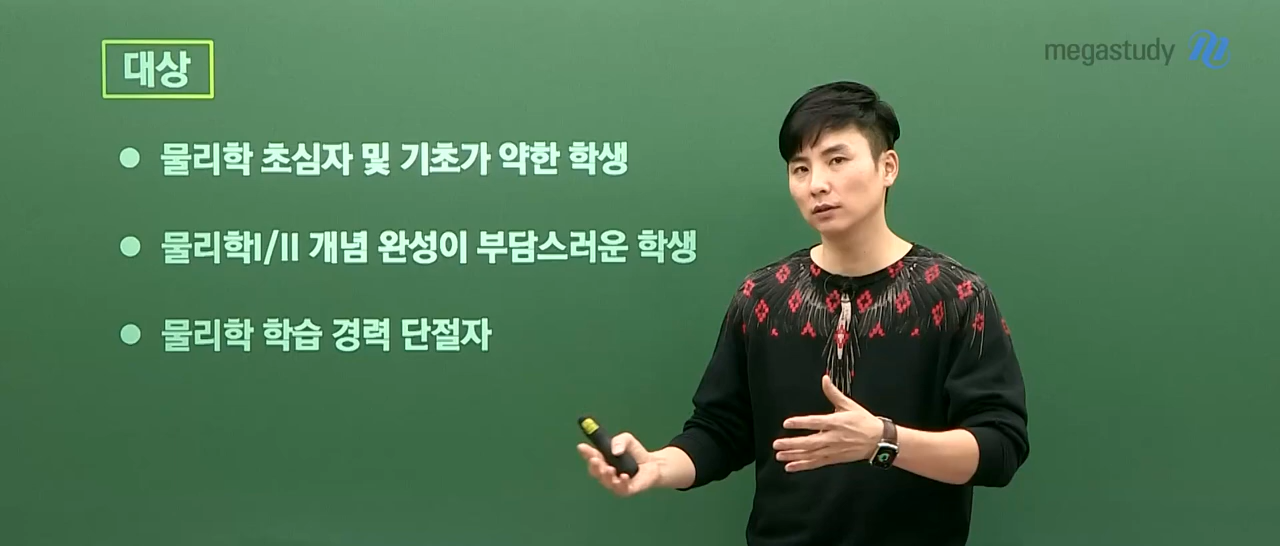 대상
megastudy
● 물리학 초심자 및 기초가 약한 학생
● 물리학I/II 개념 완성이 부담스러운 학생
● 물리학 학습 경력 단절자